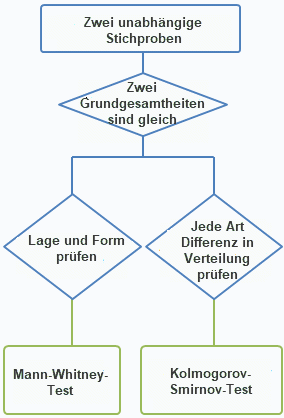 Zwei unabhängige
Stichproben
Zwei
Grundgesamtheiten
sind gleich
Lage und Form
prüfen
Jede Art
Differenz in
Verteilung
prüfen
Mann-Whitney-
Test
Kolmogorov-
Smirnov-Test